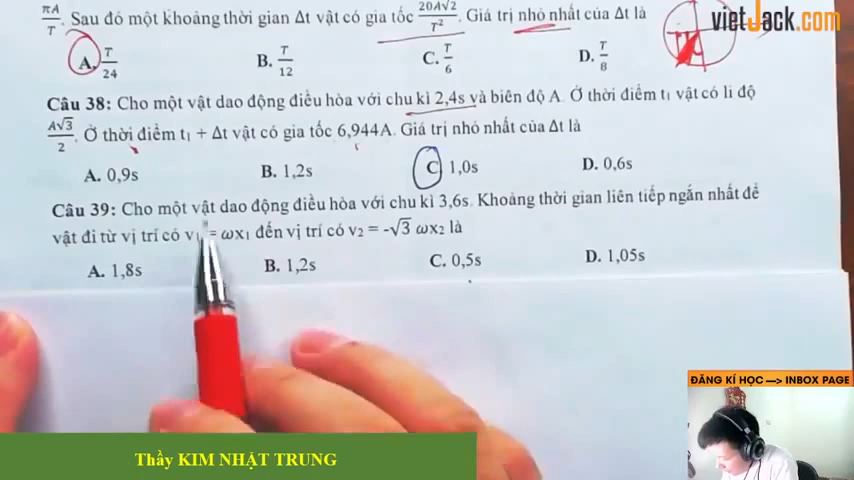 πA/T. Sau đó một khoảng thời gian Δt vật có gia tốc 20A√2/T². Giá trị nhỏ nhất của Δt là
A. T/24 B. T/12 C. T/6 D. T/8
Câu 38: Cho một vật dao động điều hòa với chu kì 2,4s và biên độ A. Ở thời điểm t₁ vật có li độ
A√3/2. Ở thời điểm t₁ + Δt vật có gia tốc 6,944A. Giá trị nhỏ nhất của Δt là
A. 0,9s B. 1,2s C. 1,0s D. 0,6s
Câu 39: Cho một vật dao động điều hòa với chu kì 3,6s. Khoảng thời gian liên tiếp ngắn nhất để
vật đi từ vị trí có v₁ = ωx₁ đến vị trí có v₂ = -√3 ωx₂ là
A. 1,8s B. 1,2s C. 0,5s D. 1,05s
vietJack.com
ĐĂNG KÍ HỌC —> INBOX PAGE
Thầy KIM NHẬT TRUNG